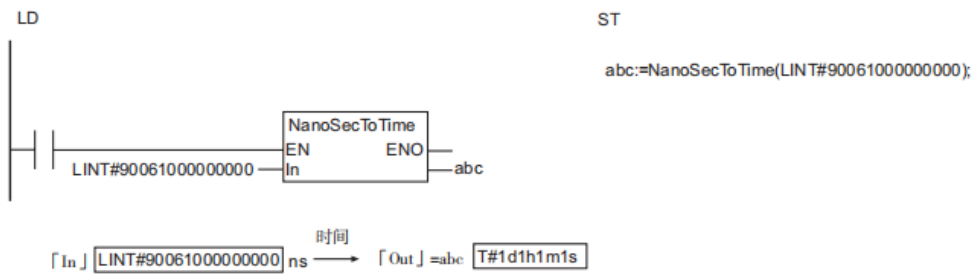 LD
ST
abc:=NanoSecToTime(LINT#90061000000000);
NanoSecToTime
EN ENO
LINT#90061000000000 In abc
时间
「In」 LINT#90061000000000 ns 「Out」=abc T#1d1h1m1s